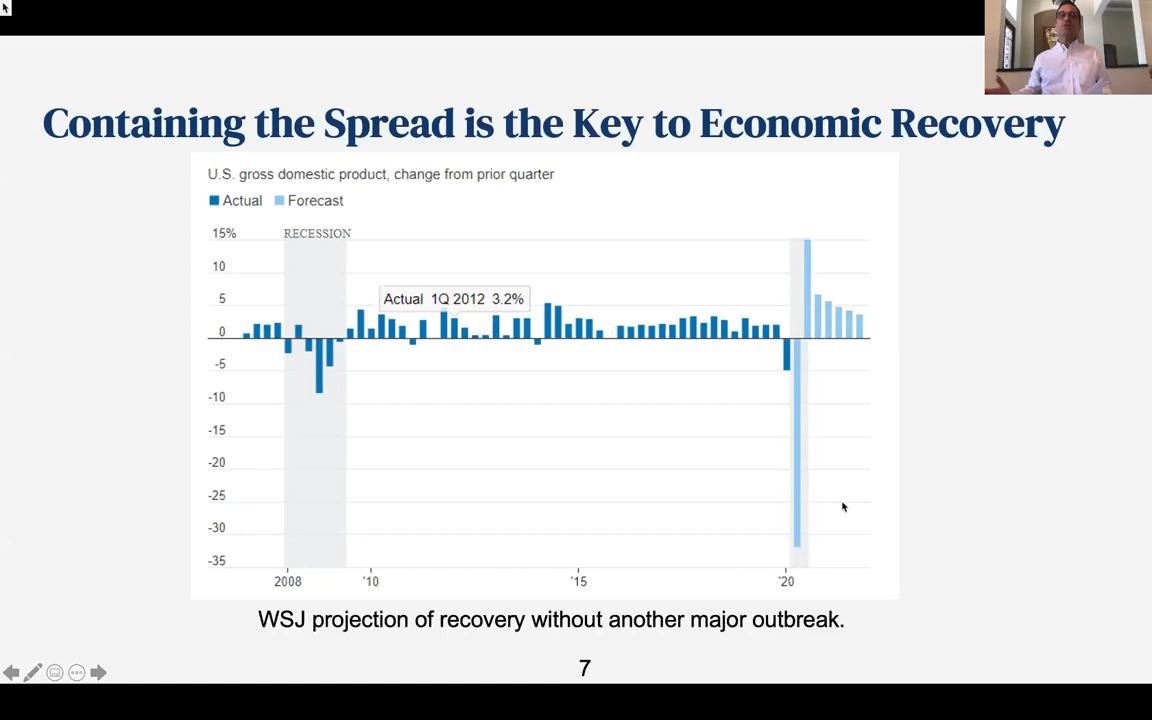 Containing the Spread is the Key to Economic Recovery
U.S. gross domestic product, change from prior quarter
Actual Forecast
15%
RECESSION
10
5
Actual 1Q 2012 3.2%
0
-5
-10
-15
-20
-25
-30
-35
2008 '10 '15 '20
WSJ projection of recovery without another major outbreak.
7